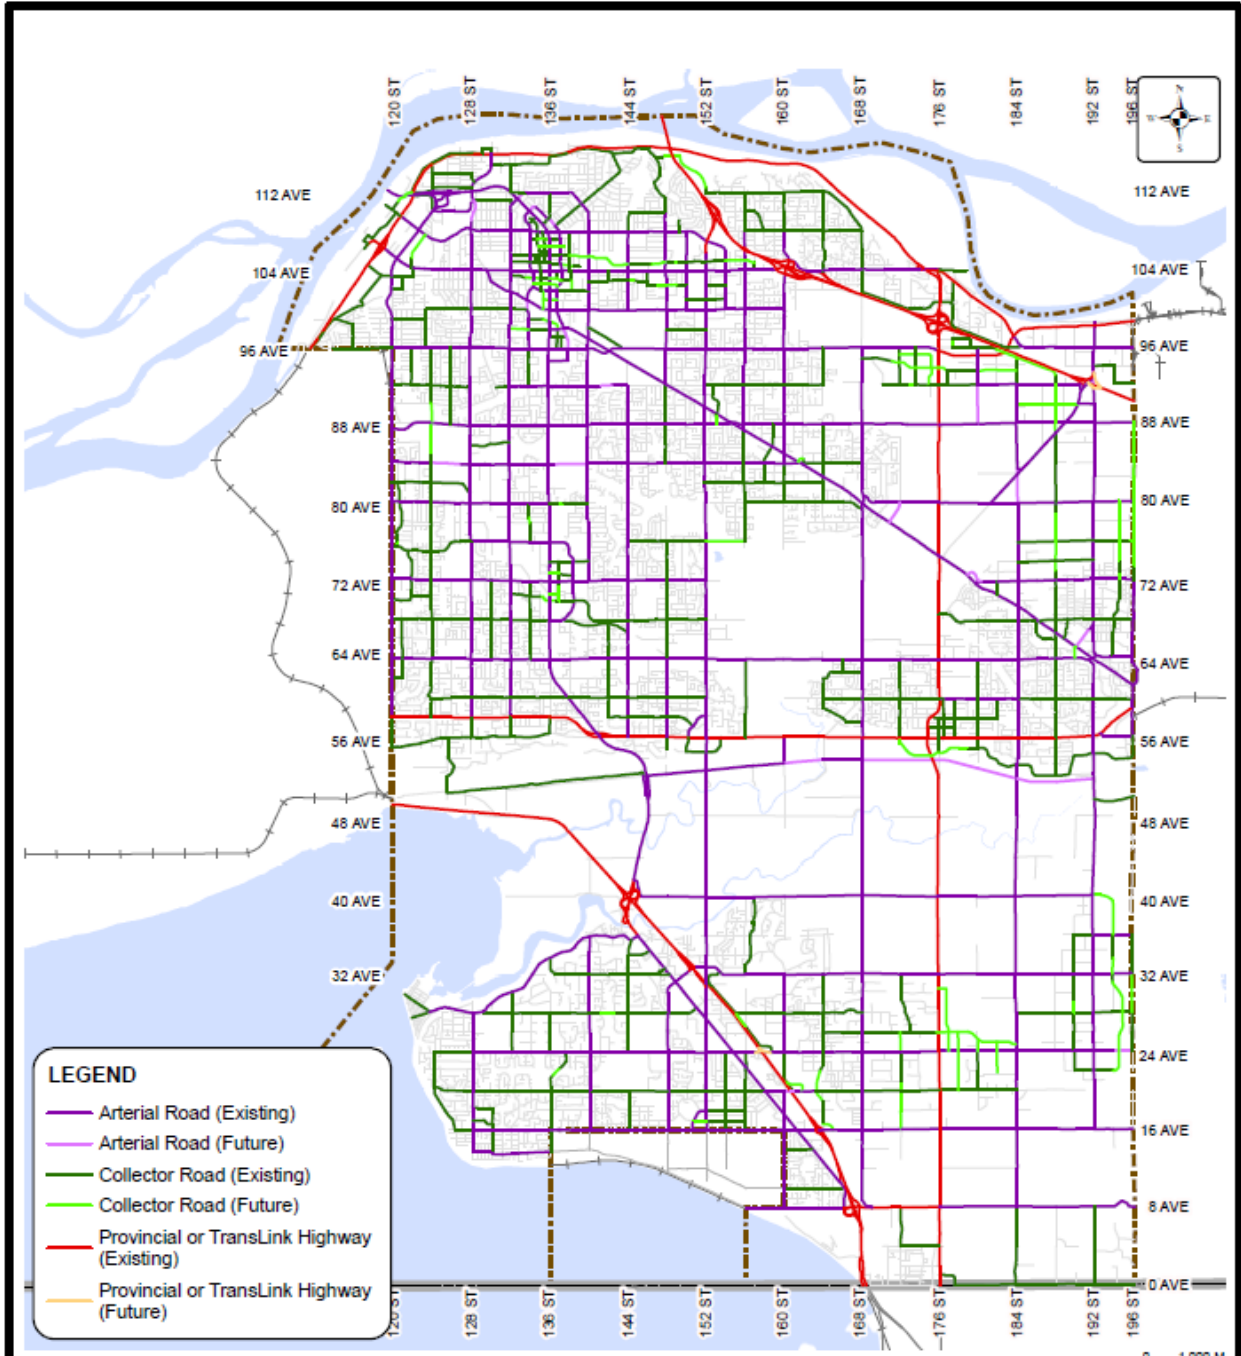 120 ST
128 ST
136 ST
144 ST
152 ST
160 ST
168 ST
176 ST
184 ST
192 ST
196 ST
N
W
E
S
112 AVE
112 AVE
104 AVE
104 AVE
96 AVE
96 AVE
88 AVE
88 AVE
80 AVE
80 AVE
72 AVE
72 AVE
64 AVE
64 AVE
56 AVE
56 AVE
48 AVE
48 AVE
40 AVE
40 AVE
32 AVE
32 AVE
24 AVE
16 AVE
8 AVE
0 AVE
LEGEND
Arterial Road (Existing)
Arterial Road (Future)
Collector Road (Existing)
Collector Road (Future)
Provincial or TransLink Highway
(Existing)
Provincial or TransLink Highway
(Future)
120 ST
128 ST
136 ST
144 ST
152 ST
160 ST
168 ST
176 ST
184 ST
192 ST
196 ST